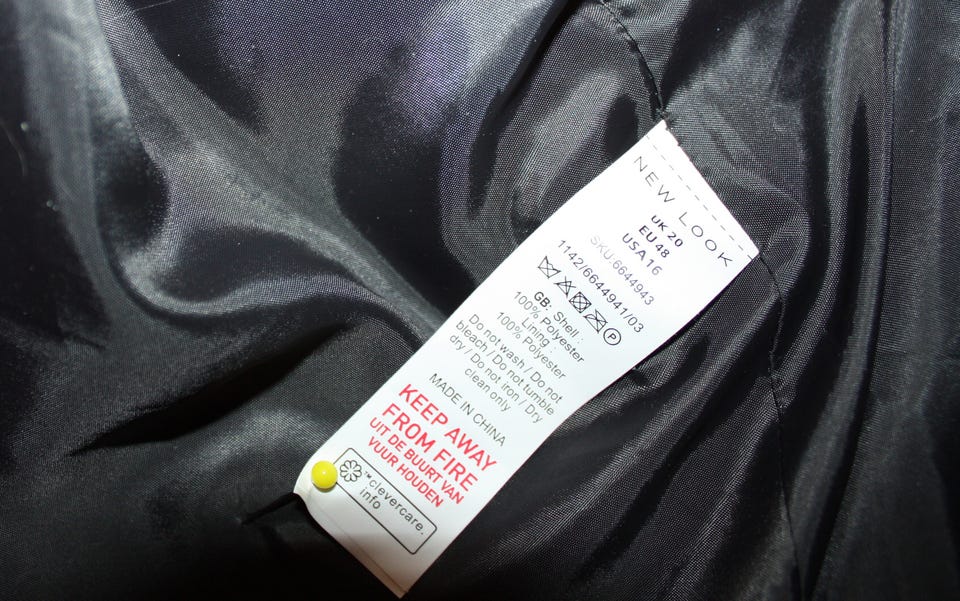 NEW LOOK
UK 20
EU 48
USA 16
SKU:6644943
1142/6644941/03
P
GB: Shell :
100% Polyester
Lining :
100% Polyester
Do not wash / Do not
bleach / Do not tumble
dry / Do not iron / Dry
clean only
MADE IN CHINA
KEEP AWAY
FROM FIRE
UIT DE BUURT VAN
VUUR HOUDEN
™clevercare.
info